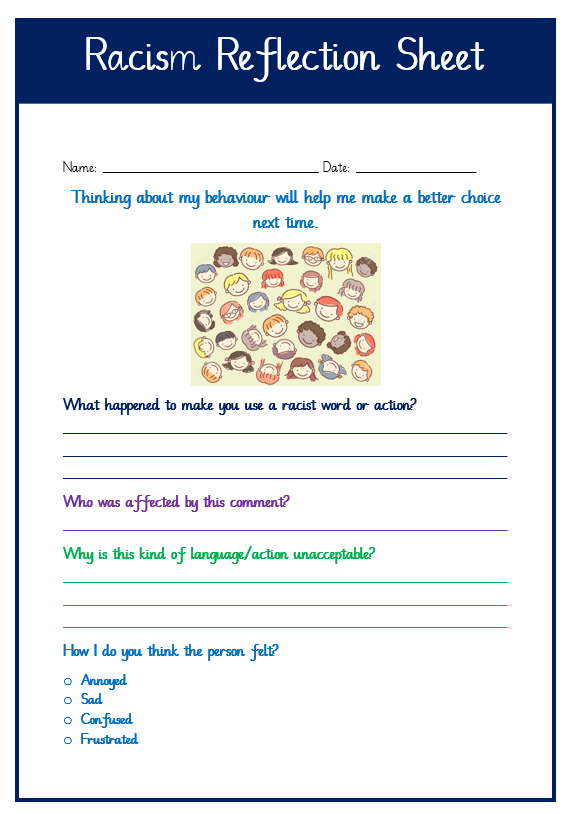 Racism Reflection Sheet
Name: Date:
Thinking about my behaviour will help me make a better choice
next time.
What happened to make you use a racist word or action?
Who was affected by this comment?
Why is this kind of language/action unacceptable?
How I do you think the person felt?
Annoyed
Sad
Confused
Frustrated